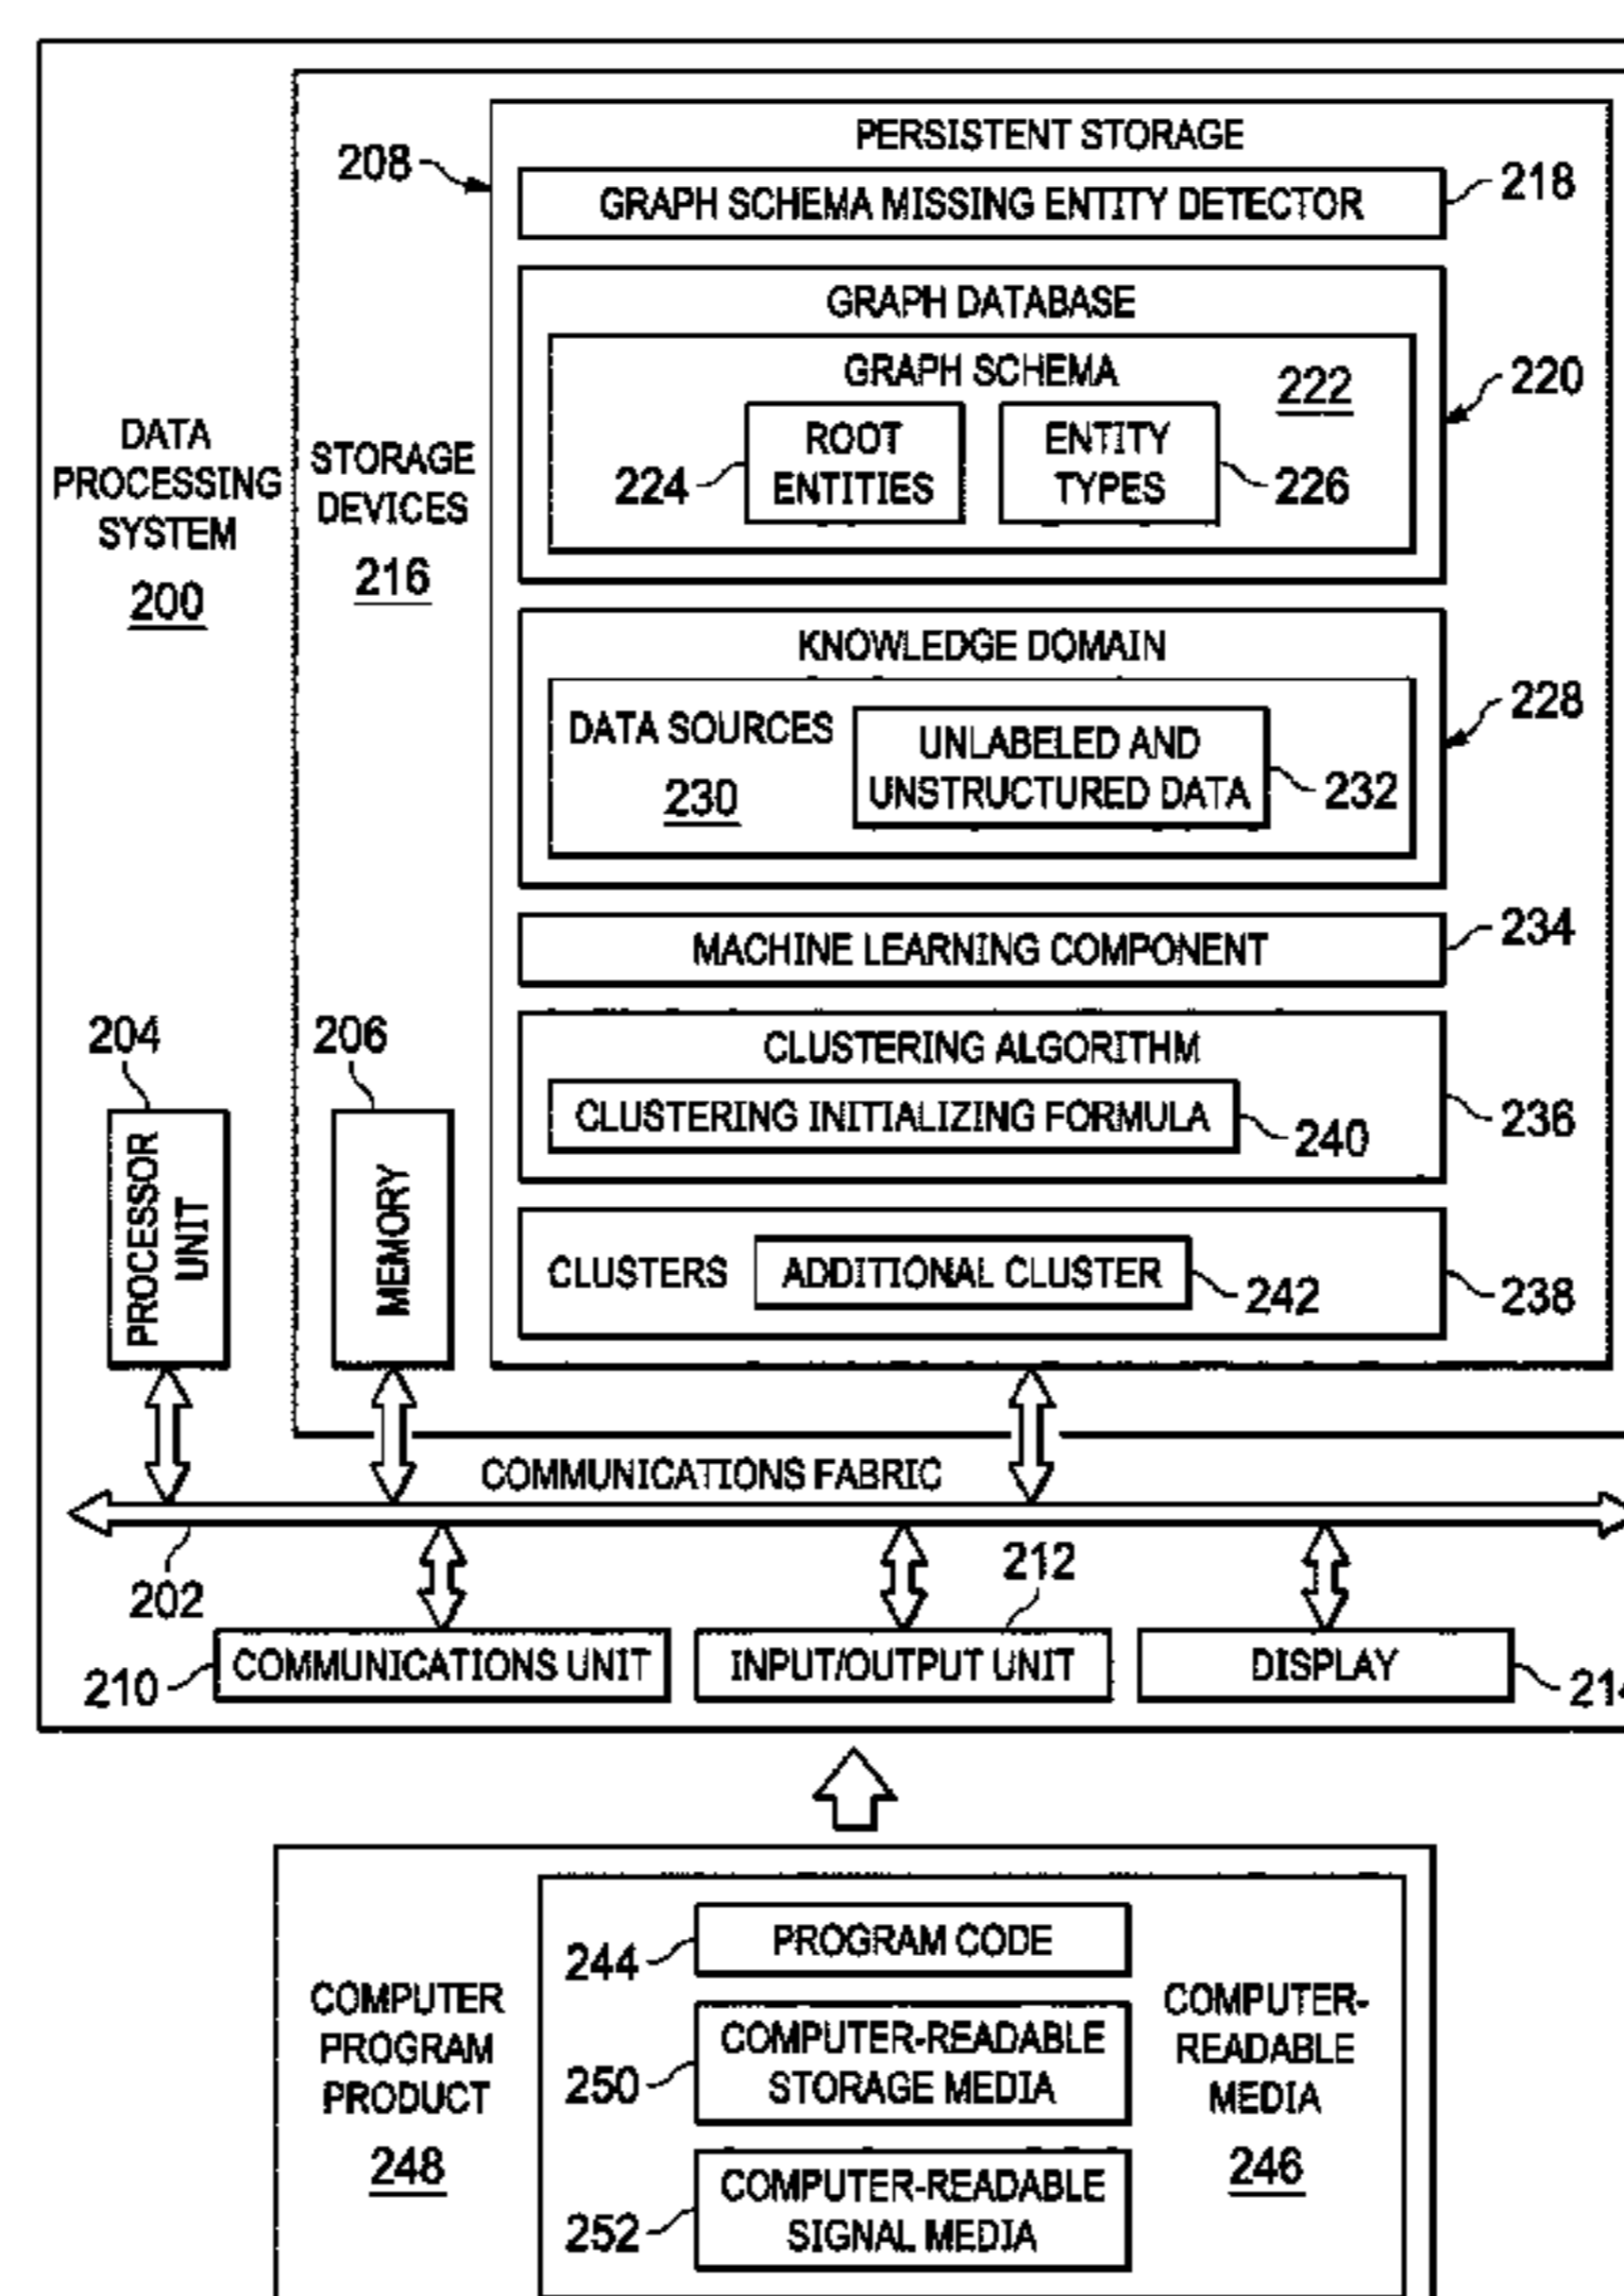 PERSISTENT STORAGE
208
GRAPH SCHEMA MISSING ENTITY DETECTOR
218
GRAPH DATABASE
GRAPH SCHEMA
222
220
ROOT
ENTITIES
224
ENTITY
TYPES
226
DATA
PROCESSING
SYSTEM
200
STORAGE
DEVICES
216
KNOWLEDGE DOMAIN
228
DATA SOURCES
230
UNLABELED AND
UNSTRUCTURED DATA
232
MACHINE LEARNING COMPONENT
234
CLUSTERING ALGORITHM
236
CLUSTERING INITIALIZING FORMULA
240
204
PROCESSOR
UNIT
206
MEMORY
CLUSTERS
ADDITIONAL CLUSTER
242
238
COMMUNICATIONS FABRIC
202
212
COMMUNICATIONS UNIT
210
INPUT/OUTPUT UNIT
DISPLAY
PROGRAM CODE
244
COMPUTER
PROGRAM
PRODUCT
248
COMPUTER-READABLE
STORAGE MEDIA
250
COMPUTER-READABLE
SIGNAL MEDIA
252
COMPUTER-
READABLE
MEDIA
246